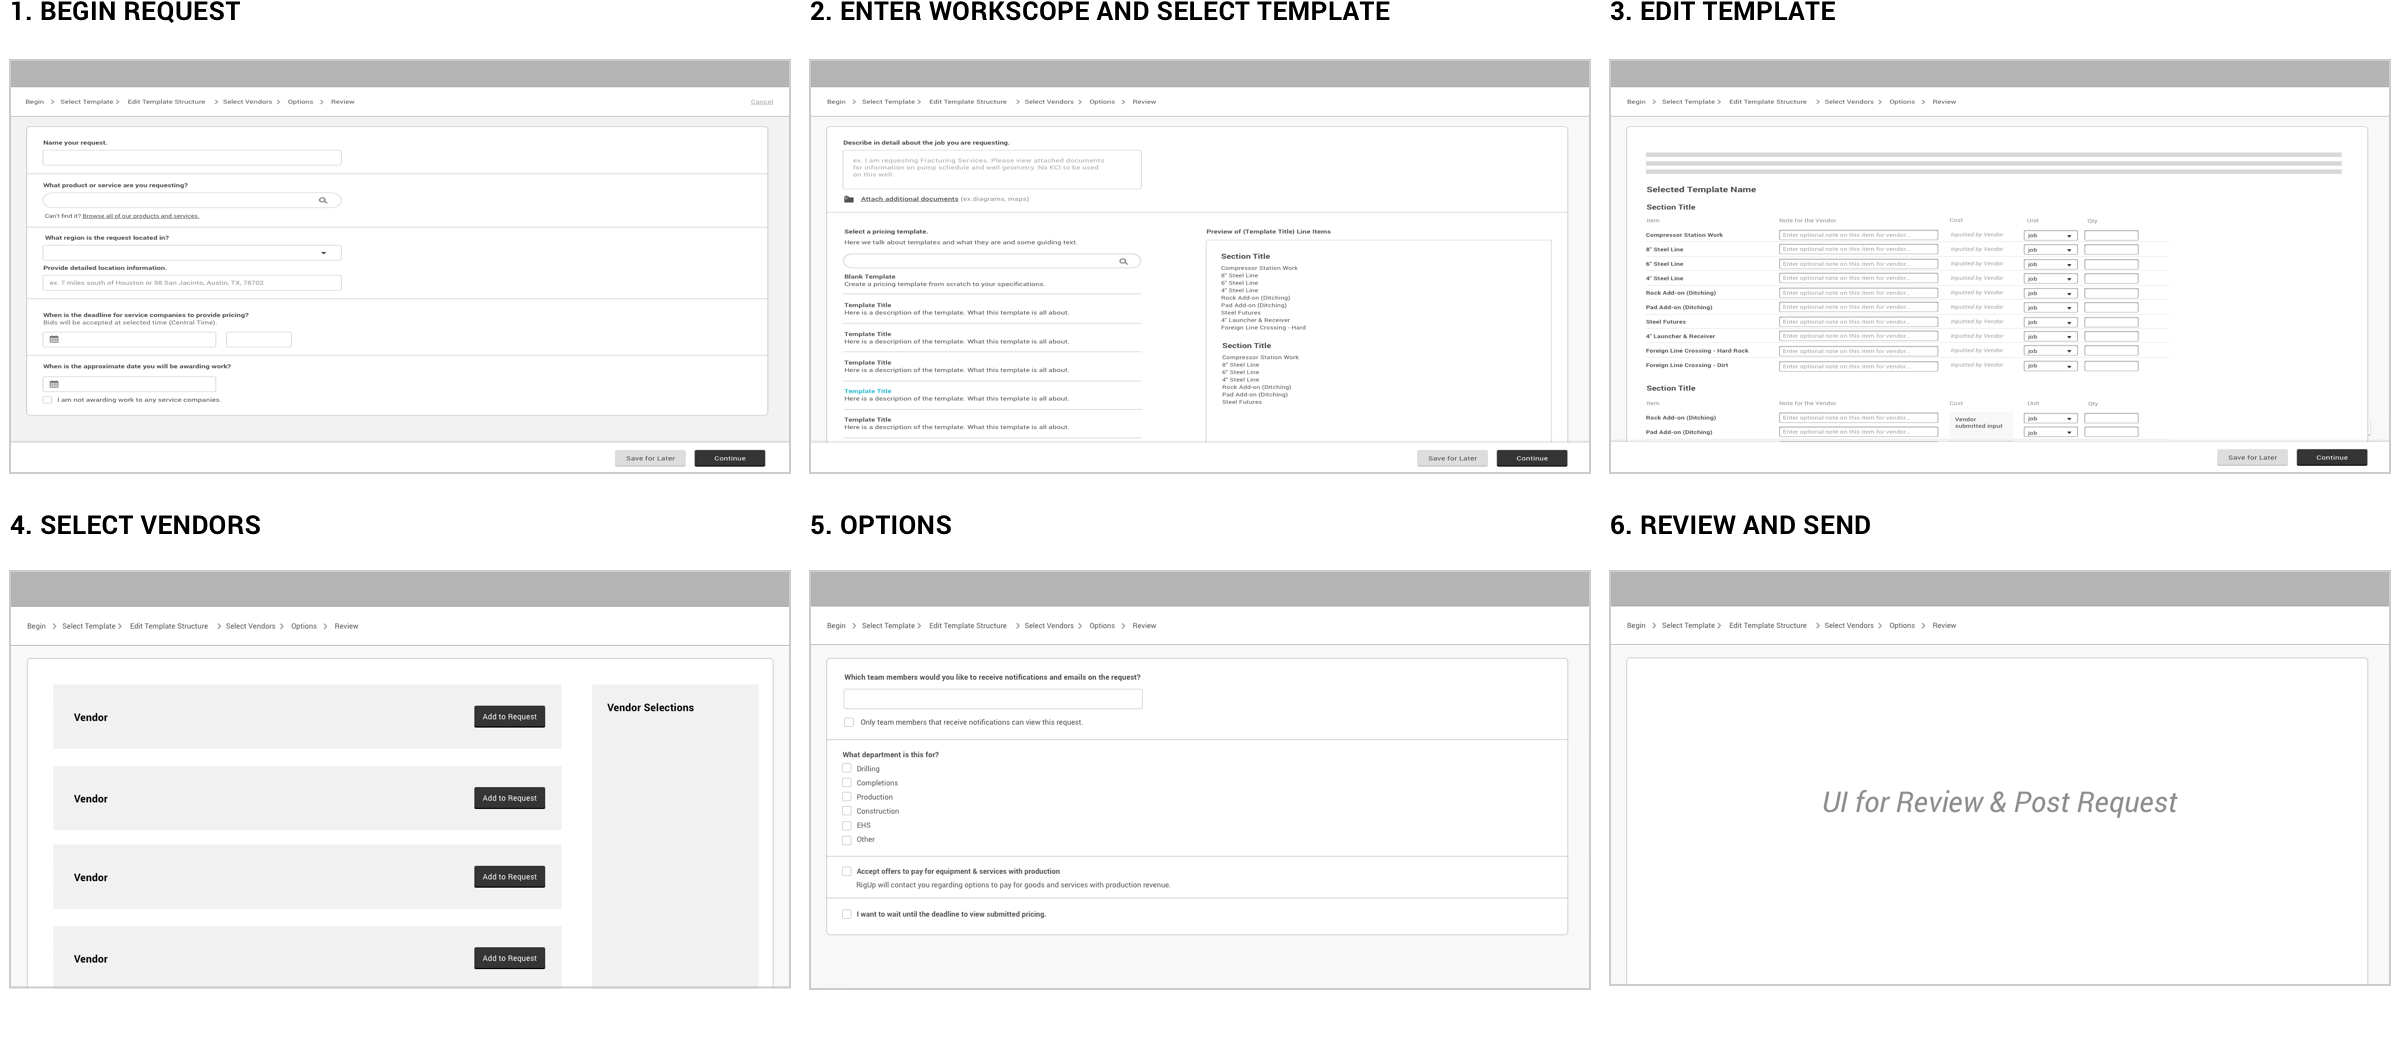 1. BEGIN REQUEST
Begin > Select Template > Edit Template Structure > Select Vendors > Options > Review
Cancel
Name your request.
What product or service are you requesting?
Can't find it? Browse all of our products and services.
What region is the request located in?
Provide detailed location information.
ex. 7 miles south of Houston or 98 San Jacinto, Austin, TX, 78702
When is the deadline for service companies to provide pricing?
Bids will be accepted at selected time (Central Time).
When is the approximate date you will be awarding work?
I am not awarding work to any service companies.
Save for Later
Continue
2. ENTER WORKSCOPE AND SELECT TEMPLATE
Begin > Select Template > Edit Template Structure > Select Vendors > Options > Review
Describe in detail about the job you are requesting.
ex. I am requesting Fracturing Services. Please view attached documents
for information on pump schedule and well geometry. No KCl to be used
on this well.
Attach additional documents (ex.diagrams, maps)
Select a pricing template.
Here we talk about templates and what they are and some guiding text.
Blank Template
Create a pricing template from scratch to your specifications.
Template Title
Here is a description of the template. What this template is all about.
Template Title
Here is a description of the template. What this template is all about.
Template Title
Here is a description of the template. What this template is all about.
Template Title
Here is a description of the template. What this template is all about.
Template Title
Here is a description of the template. What this template is all about.
Preview of (Template Title) Line Items
Section Title
Compressor Station Work
8" Steel Line
6" Steel Line
4" Steel Line
Rock Add-on (Ditching)
Pad Add-on (Ditching)
Steel Futures
4" Launcher & Receiver
Foreign Line Crossing - Hard
Section Title
Compressor Station Work
8" Steel Line
6" Steel Line
4" Steel Line
Rock Add-on (Ditching)
Pad Add-on (Ditching)
Steel Futures
Save for Later
Continue
3. EDIT TEMPLATE
Begin > Select Template > Edit Template Structure > Select Vendors > Options > Review
Selected Template Name
Section Title
Item Note for the Vendor Cost Unit Qty
Compressor Station Work Enter optional note on this item for vendor... Inputted by Vendor job
8" Steel Line Enter optional note on this item for vendor... Inputted by Vendor job
6" Steel Line Enter optional note on this item for vendor... Inputted by Vendor job
4" Steel Line Enter optional note on this item for vendor... Inputted by Vendor job
Rock Add-on (Ditching) Enter optional note on this item for vendor... Inputted by Vendor job
Pad Add-on (Ditching) Enter optional note on this item for vendor... Inputted by Vendor job
Steel Futures Enter optional note on this item for vendor... Inputted by Vendor job
4" Launcher & Receiver Enter optional note on this item for vendor... Inputted by Vendor job
Foreign Line Crossing - Hard Rock Enter optional note on this item for vendor... Inputted by Vendor job
Foreign Line Crossing - Dirt Enter optional note on this item for vendor... Inputted by Vendor job
Section Title
Item Note for the Vendor Cost Unit Qty
Rock Add-on (Ditching) Enter optional note on this item for vendor... Vendor job
submitted input
Pad Add-on (Ditching) Enter optional note on this item for vendor... job
Save for Later
Continue
4. SELECT VENDORS
Begin > Select Template > Edit Template Structure > Select Vendors > Options > Review
Vendor Add to Request
Vendor Add to Request
Vendor Add to Request
Vendor Add to Request
Vendor Selections
5. OPTIONS
Begin > Select Template > Edit Template Structure > Select Vendors > Options > Review
Which team members would you like to receive notifications and emails on the request?
Only team members that receive notifications can view this request.
What department is this for?
Drilling
Completions
Production
Construction
EHS
Other
Accept offers to pay for equipment & services with production
RigUp will contact you regarding options to pay for goods and services with production revenue.
I want to wait until the deadline to view submitted pricing.
6. REVIEW AND SEND
Begin > Select Template > Edit Template Structure > Select Vendors > Options > Review
UI for Review & Post Request